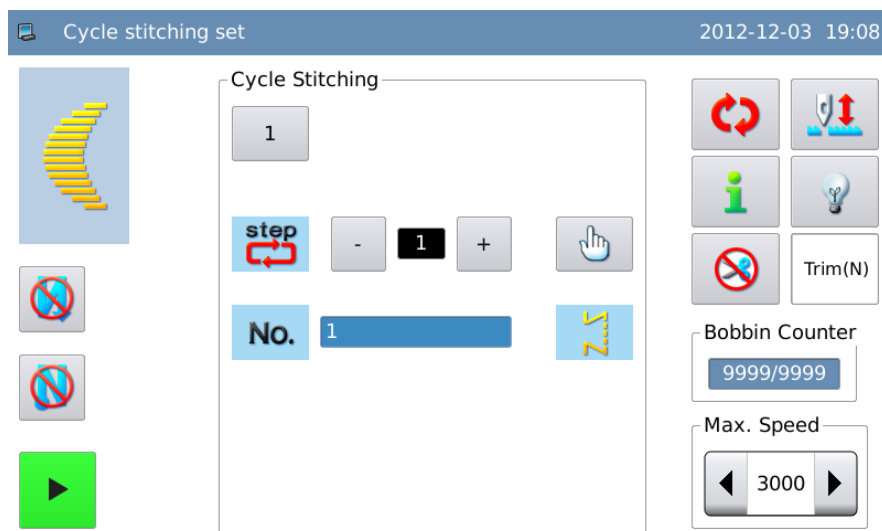 Cycle stitching set
2012-12-03 19:08
Cycle Stitching
1
step
- 1 +
No. 1
Trim(N)
Bobbin Counter
9999/9999
Max. Speed
3000